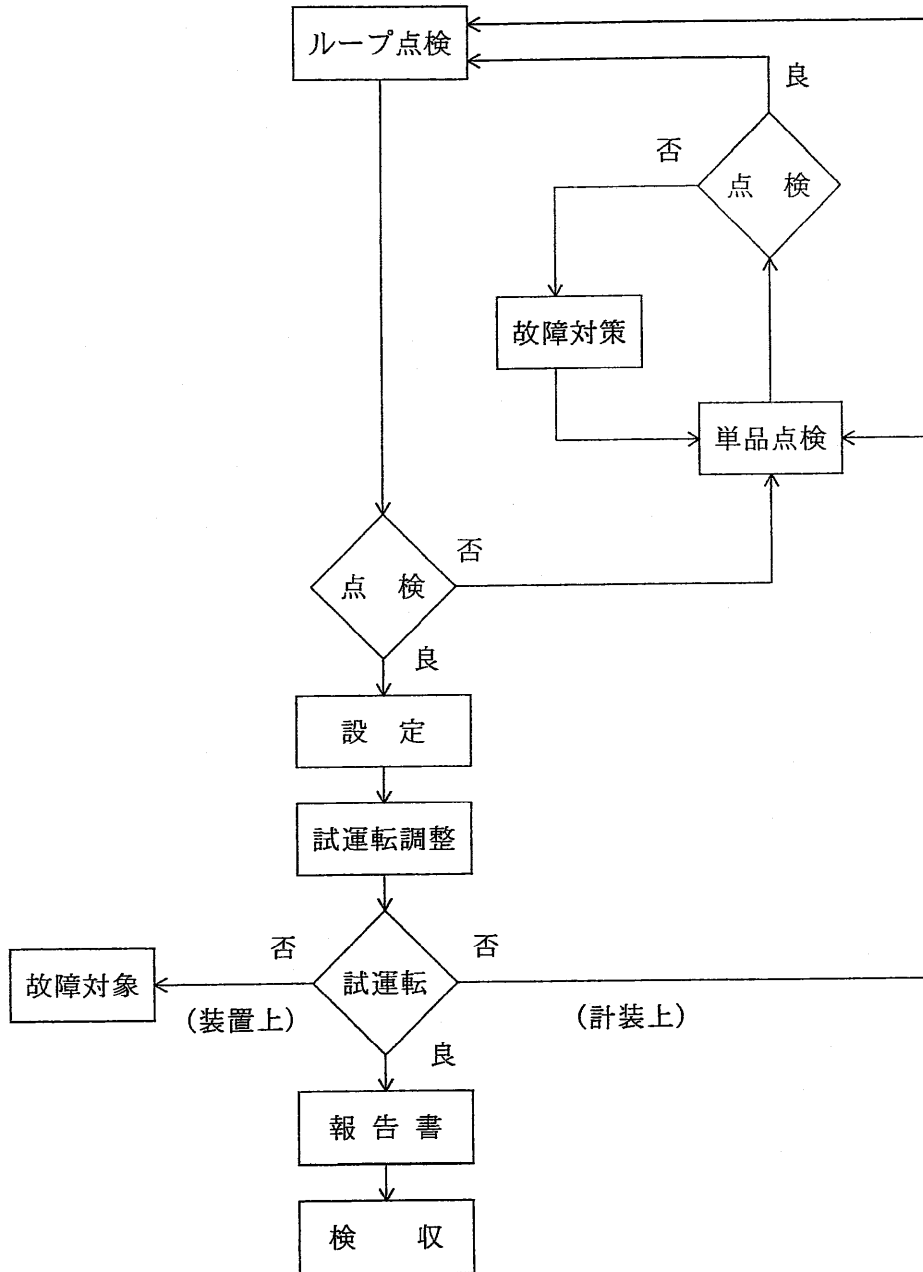 ループ点検
良
否
点 検
故障対策
単品点検
否
点 検
良
設 定
試運転調整
否
否
試運転
故障対象
(装置上)
(計装上)
良
報 告 書
検 収